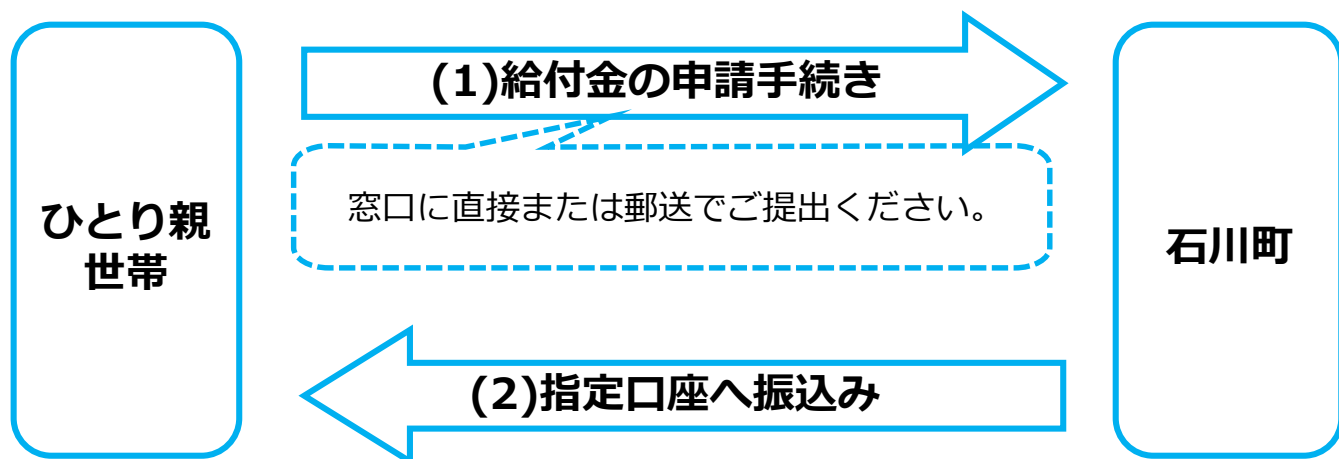 (1)給付金の申請手続き
窓口に直接または郵送でご提出ください。
ひとり親
世帯
石川町
(2)指定口座へ振込み